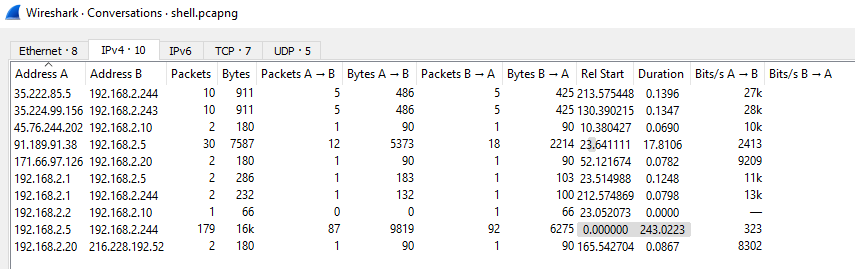 Wireshark · Conversations · shell.pcapng
Ethernet · 8 IPv4 · 10 IPv6 TCP · 7 UDP · 5
Address A Address B Packets Bytes Packets A → B Bytes A → B Packets B → A Bytes B → A Rel Start Duration Bits/s A → B Bits/s B → A
35.222.85.5 192.168.2.244 10 911 5 486 5 425 213.575448 0.1396 27k
35.224.99.156 192.168.2.243 10 911 5 486 5 425 130.390215 0.1347 28k
45.76.244.202 192.168.2.10 2 180 1 90 1 90 10.380427 0.0690 10k
91.189.91.38 192.168.2.5 30 7587 12 5373 18 2214 23.641111 17.8106 2413
171.66.97.126 192.168.2.20 2 180 1 90 1 90 52.121674 0.0782 9209
192.168.2.1 192.168.2.5 2 286 1 183 1 103 23.514988 0.1248 11k
192.168.2.1 192.168.2.244 2 232 1 132 1 100 212.574869 0.0798 13k
192.168.2.2 192.168.2.10 1 66 0 0 1 66 23.052073 0.0000 —
192.168.2.5 192.168.2.244 179 16k 87 9819 92 6275 0.000000 243.0223 323
192.168.2.20 216.228.192.52 2 180 1 90 1 90 165.542704 0.0867 8302